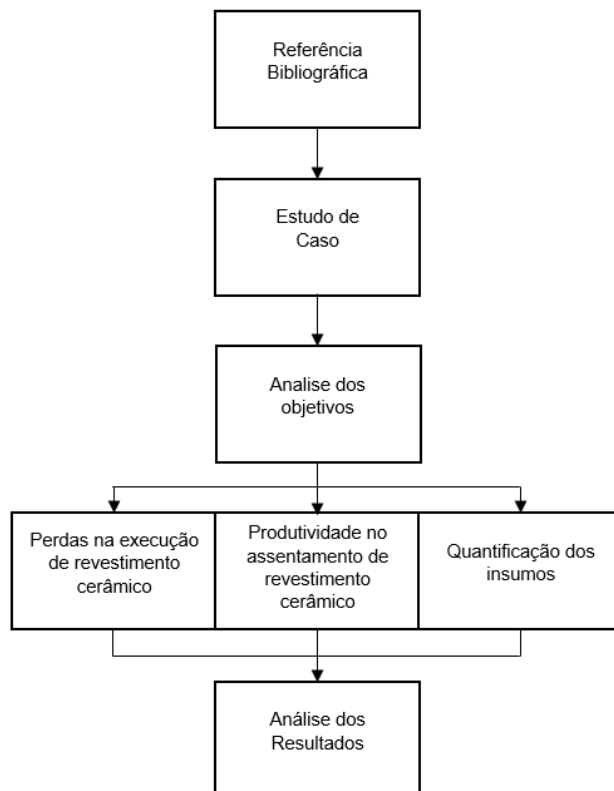 Referência
Bibliográfica
Estudo de
Caso
Analise dos
objetivos
Perdas na execução
de revestimento
cerâmico
Produtividade no
assentamento de
revestimento
cerâmico
Quantificação dos
insumos
Análise dos
Resultados